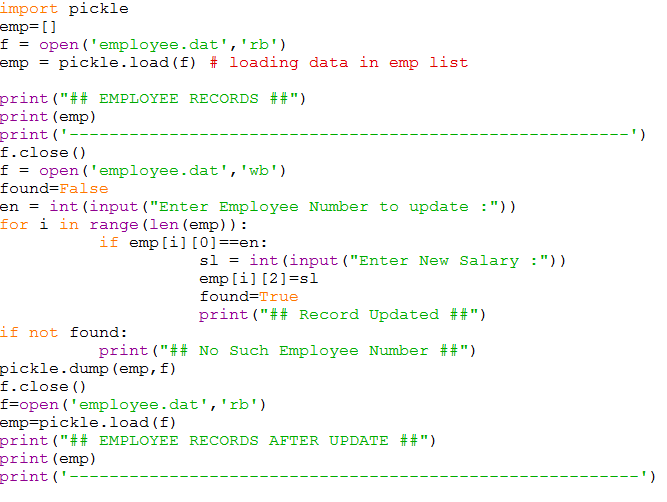 import pickle
emp=[]
f = open('employee.dat','rb')
emp = pickle.load(f) # loading data in emp list
print("## EMPLOYEE RECORDS ##")
print(emp)
print('--------------------------------------------------------')
f.close()
f = open('employee.dat','wb')
found=False
en = int(input("Enter Employee Number to update :"))
for i in range(len(emp)):
if emp[i][0]==en:
sl = int(input("Enter New Salary :"))
emp[i][2]=sl
found=True
print("## Record Updated ##")
if not found:
print("## No Such Employee Number ##")
pickle.dump(emp,f)
f.close()
f=open('employee.dat','rb')
emp=pickle.load(f)
print("## EMPLOYEE RECORDS AFTER UPDATE ##")
print(emp)
print('---------------------------------------------------------')